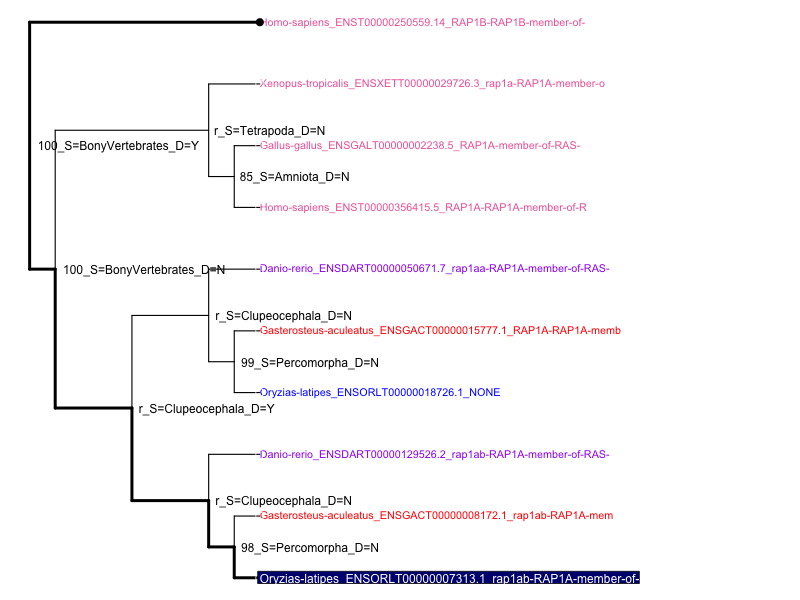 Homo-sapiens_ENST00000250559.14_RAP1B-RAP1B-member-of-
Xenopus-tropicalis_ENSXETT00000029726.3_rap1a-RAP1A-member-o
r_S=Tetrapoda_D=N
100_S=BonyVertebrates_D=Y
Gallus-gallus_ENSGALT00000002238.5_RAP1A-member-of-RAS-
85_S=Amniota_D=N
Homo-sapiens_ENST00000356415.5_RAP1A-RAP1A-member-of-R
100_S=BonyVertebrates_D=N
Danio-rerio_ENSDART00000050671.7_rap1aa-RAP1A-member-of-RAS-
r_S=Clupeocephala_D=N
Gasterosteus-aculeatus_ENSGACT00000015777.1_RAP1A-RAP1A-memb
99_S=Percomorpha_D=N
Oryzias-latipes_ENSORLT00000018726.1_NONE
r_S=Clupeocephala_D=Y
Danio-rerio_ENSDART00000129526.2_rap1ab-RAP1A-member-of-RAS-
r_S=Clupeocephala_D=N
Gasterosteus-aculeatus_ENSGACT00000008172.1_rap1ab-RAP1A-mem
98_S=Percomorpha_D=N
Oryzias-latipes_ENSORLT00000007313.1_rap1ab-RAP1A-member-of-